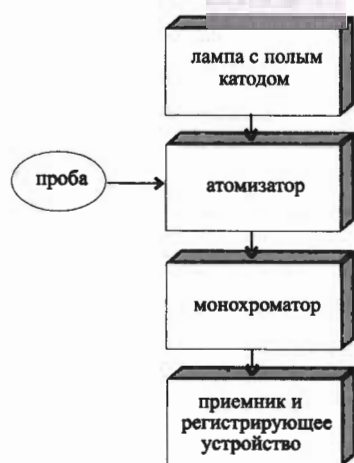 лампа с полым
катодом
проба
атомизатор
монохроматор
приемник и
регистрирующее
устройство